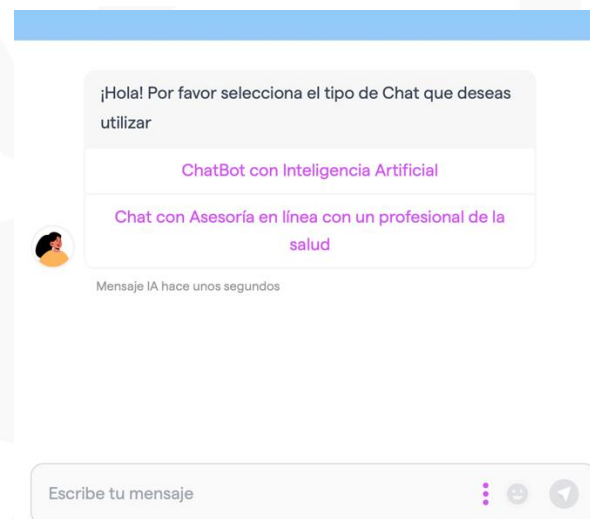 ¡Hola! Por favor selecciona el tipo de Chat que deseas
utilizar
ChatBot con Inteligencia Artificial
Chat con Asesoría en línea con un profesional de la
salud
Mensaje IA hace unos segundos
Escribe tu mensaje